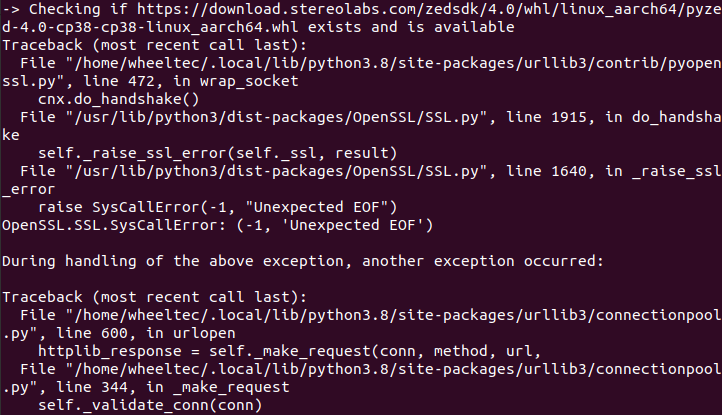 -> Checking if https://download.stereolabs.com/zedsdk/4.0/whl/linux_aarch64/pyze
d-4.0-cp38-cp38-linux_aarch64.whl exists and is available
Traceback (most recent call last):
  File "/home/wheeltec/.local/lib/python3.8/site-packages/urllib3/contrib/pyopen
ssl.py", line 472, in wrap_socket
    cnx.do_handshake()
  File "/usr/lib/python3/dist-packages/OpenSSL/SSL.py", line 1915, in do_handsha
ke
    self._raise_ssl_error(self._ssl, result)
  File "/usr/lib/python3/dist-packages/OpenSSL/SSL.py", line 1640, in _raise_ssl
_error
    raise SysCallError(-1, "Unexpected EOF")
OpenSSL.SSL.SysCallError: (-1, 'Unexpected EOF')

During handling of the above exception, another exception occurred:

Traceback (most recent call last):
  File "/home/wheeltec/.local/lib/python3.8/site-packages/urllib3/connectionpool
.py", line 600, in urlopen
    httplib_response = self._make_request(conn, method, url,
  File "/home/wheeltec/.local/lib/python3.8/site-packages/urllib3/connectionpool
.py", line 344, in _make_request
    self._validate_conn(conn)